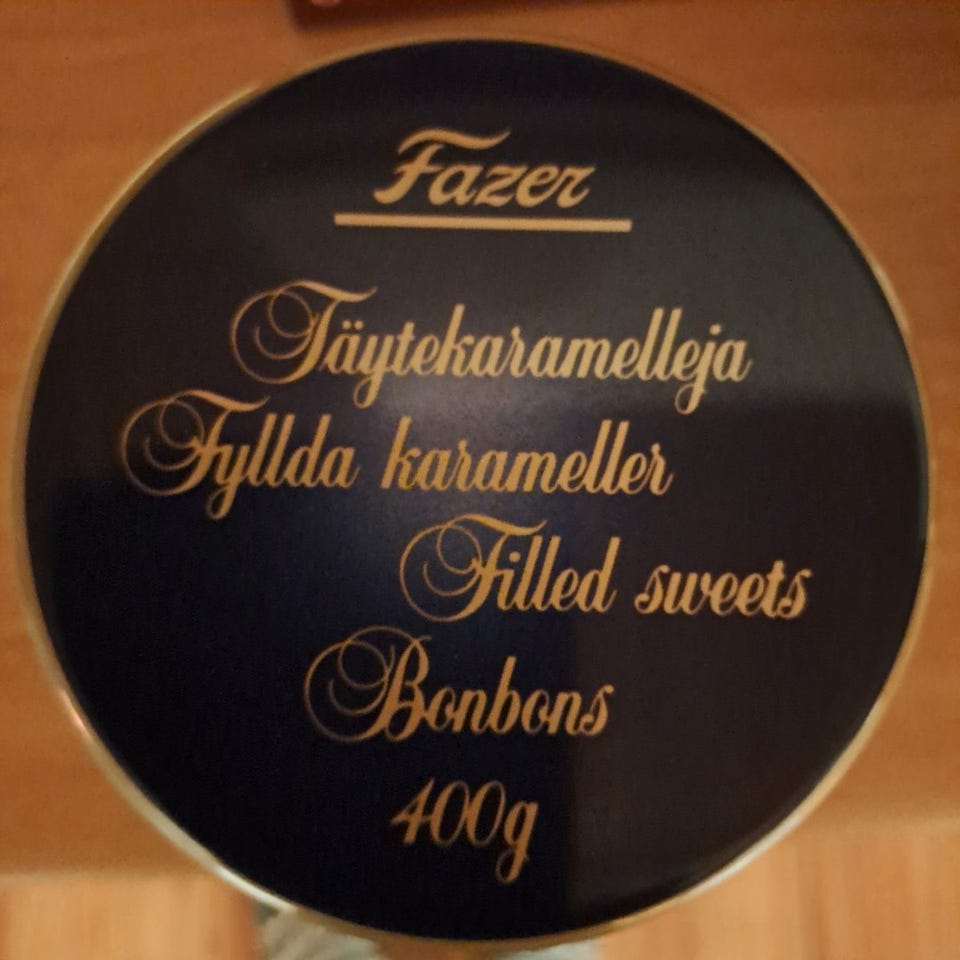 Fazer
Täytekaramelleja
Fyllda karameller
Filled sweets
Bonbons
400g